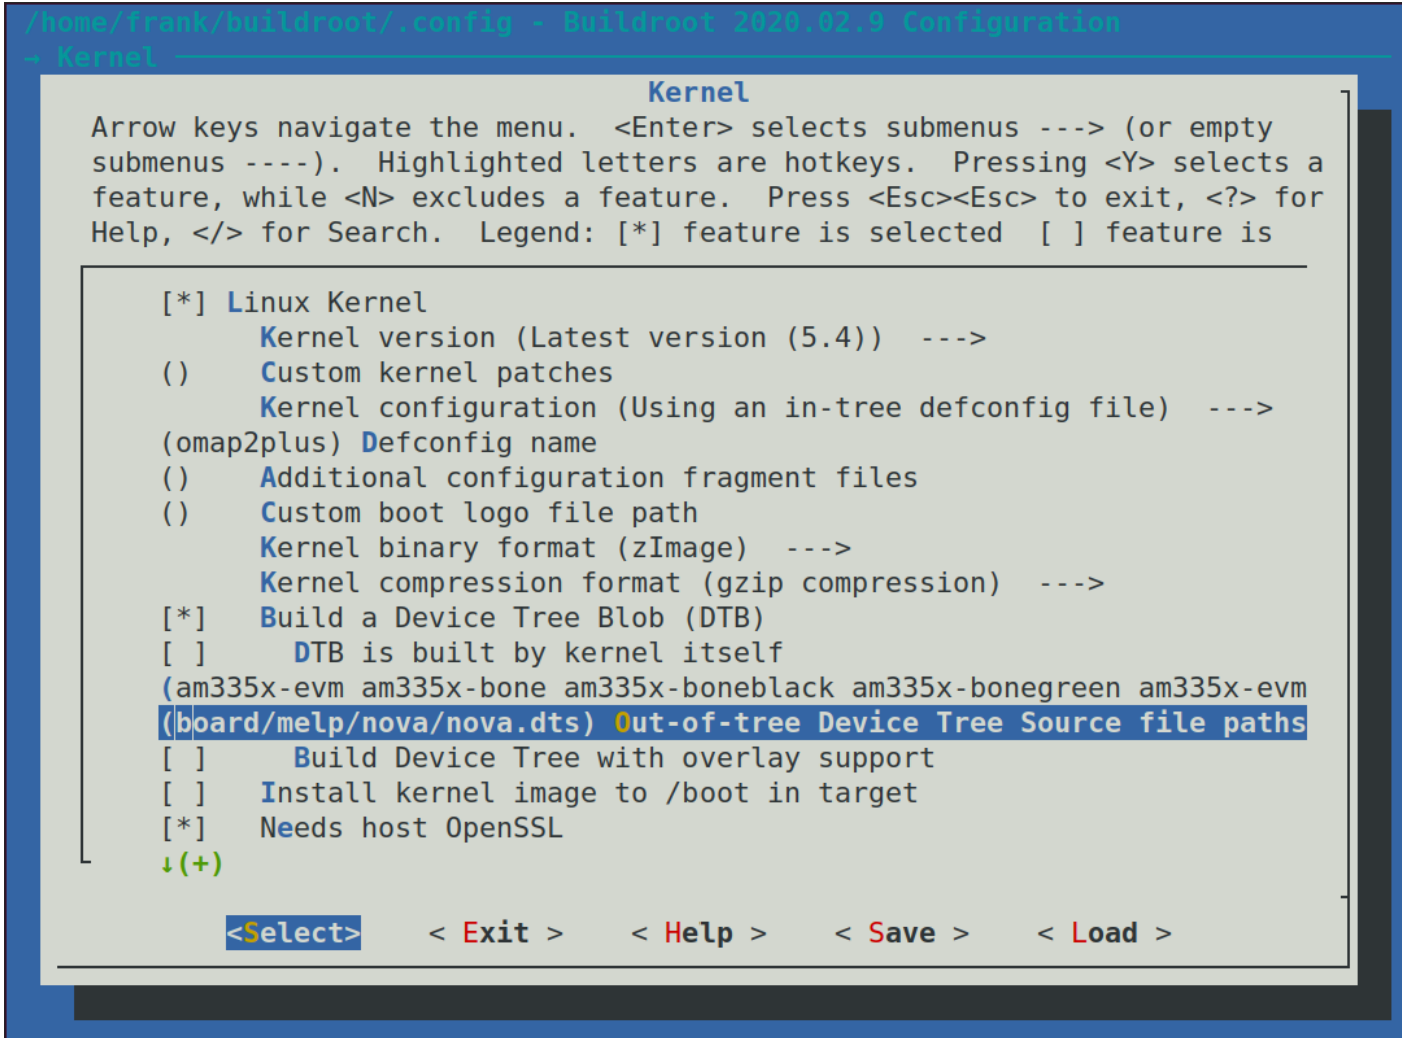 /home/frank/buildroot/.config - Buildroot 2020.02.9 Configuration
→ Kernel
Kernel
Arrow keys navigate the menu.  <Enter> selects submenus ---> (or empty
submenus ----).  Highlighted letters are hotkeys.  Pressing <Y> selects a
feature, while <N> excludes a feature.  Press <Esc><Esc> to exit, <?> for
Help, </> for Search.  Legend: [*] feature is selected  [ ] feature is
[*] Linux Kernel
Kernel version (Latest version (5.4))  --->
()    Custom kernel patches
Kernel configuration (Using an in-tree defconfig file)  --->
(omap2plus) Defconfig name
()    Additional configuration fragment files
()    Custom boot logo file path
Kernel binary format (zImage)  --->
Kernel compression format (gzip compression)  --->
[*]   Build a Device Tree Blob (DTB)
[ ]     DTB is built by kernel itself
(am335x-evm am335x-bone am335x-boneblack am335x-bonegreen am335x-evm
(board/melp/nova/nova.dts) Out-of-tree Device Tree Source file paths
[ ]     Build Device Tree with overlay support
[ ]   Install kernel image to /boot in target
[*]   Needs host OpenSSL
↓(+)
<Select>    < Exit >    < Help >    < Save >    < Load >